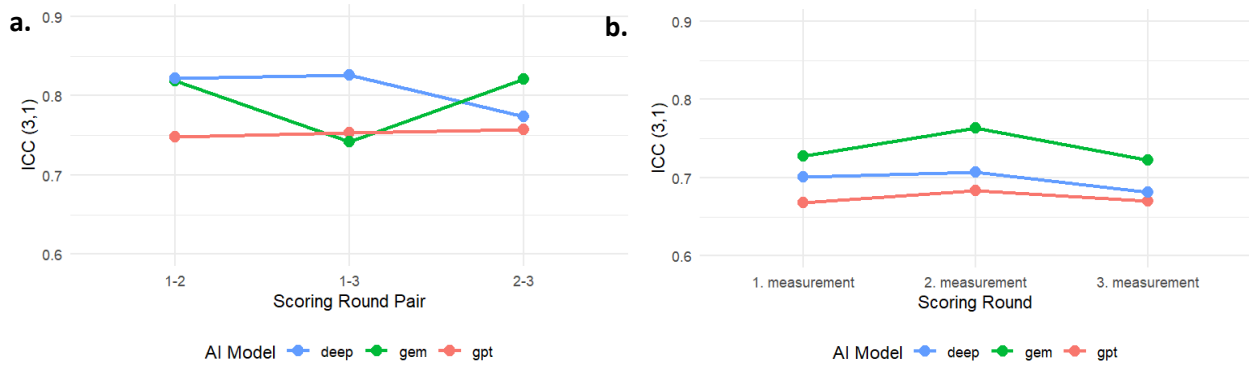 a.
0.9
0.8
0.7
0.6
ICC (3,1)
1-2 1-3 2-3
Scoring Round Pair
AI Model deep gem gpt
b.
0.9
0.8
0.7
0.6
ICC (3,1)
1. measurement 2. measurement 3. measurement
Scoring Round
AI Model deep gem gpt